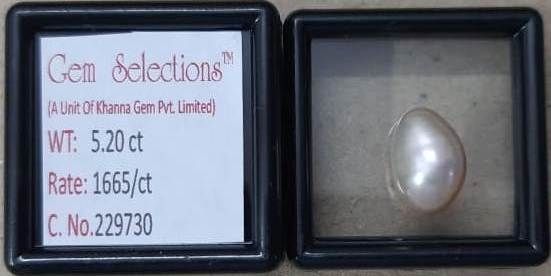 Gem Selections™
(A Unit Of Khanna Gem Pvt. Limited)
WT: 5.20 ct
Rate: 1665/ct
C. No.229730